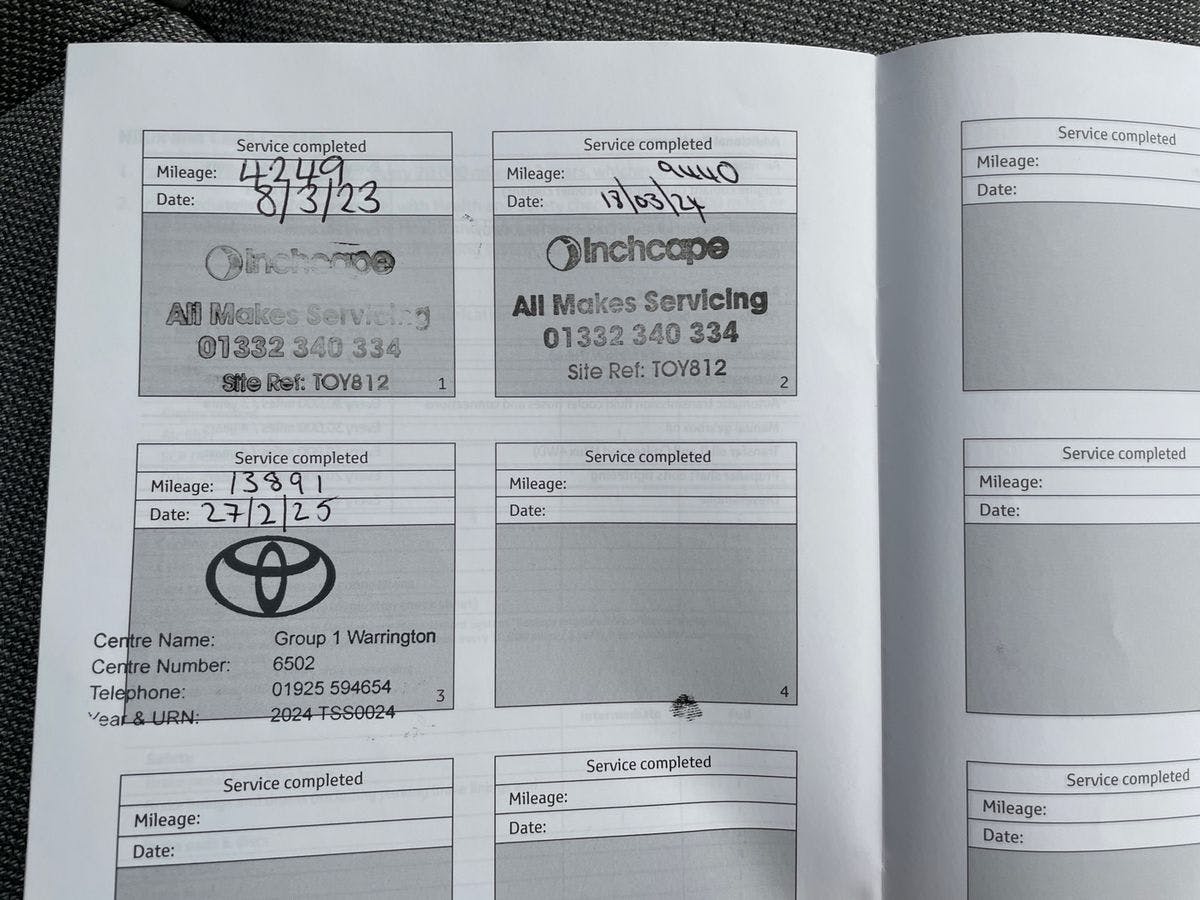 Service completed
Mileage: 4249
Date: 8/3/23
Inchcape
All Makes Servicing
01332 340 334
Site Ref: TOY812
1
Service completed
Mileage: 9440
Date: 18/03/24
Inchcape
All Makes Servicing
01332 340 334
Site Ref: TOY812
2
Service completed
Mileage: 13891
Date: 27/2/25
Centre Name: Group 1 Warrington
Centre Number: 6502
Telephone: 01925 594654
3
Year & URN: 2024 TSS0024
Service completed
Mileage:
Date:
4
Service completed
Mileage:
Date:
Service completed
Mileage:
Date:
Service completed
Mileage:
Date:
Service completed
Mileage:
Date:
Service completed
Mileage:
Date: